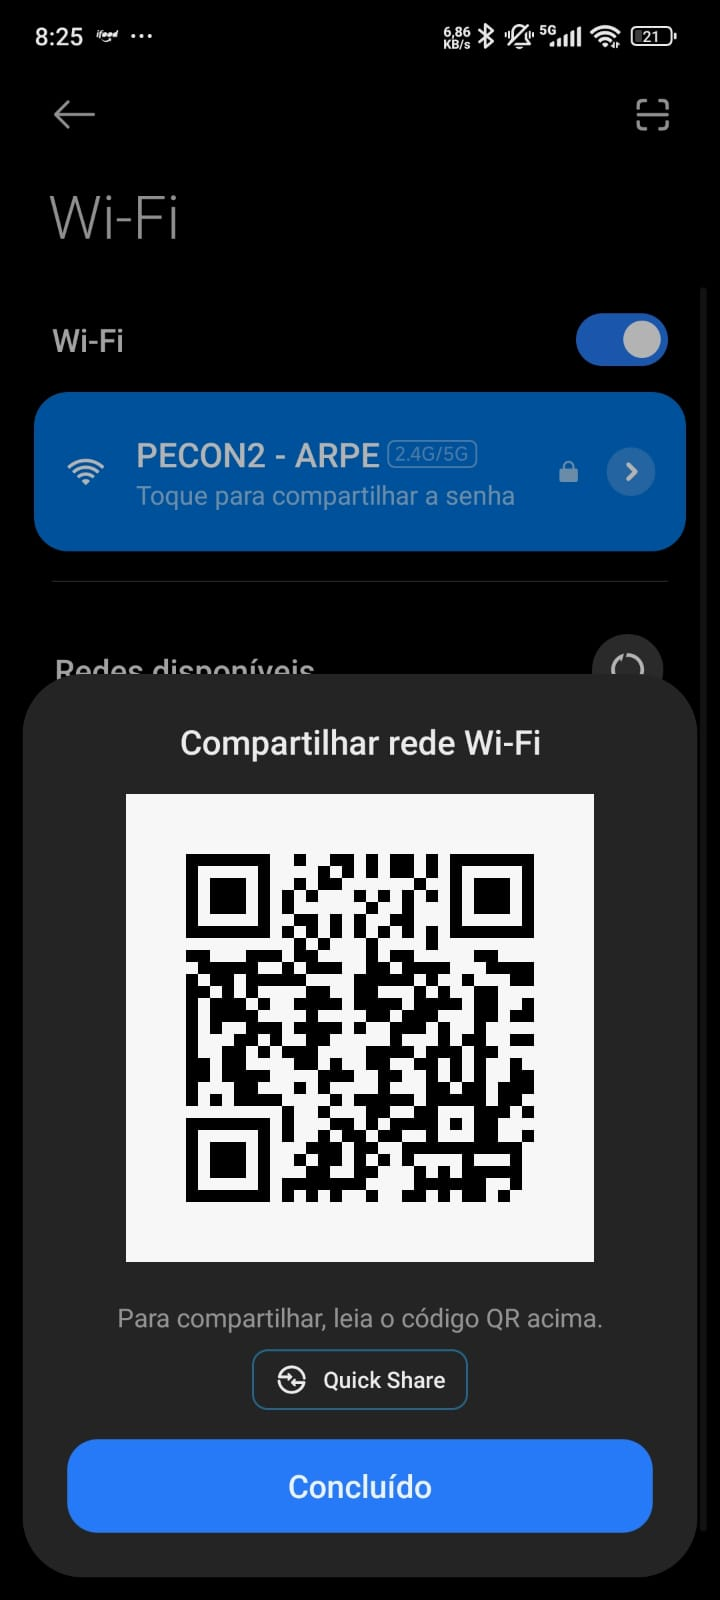 8:25 ifood ... 6,86 KB/s 5G 21
Wi-Fi
Wi-Fi
PECON2 - ARPE 2.4G/5G
Toque para compartilhar a senha
Redes disponíveis
Compartilhar rede Wi-Fi
Para compartilhar, leia o código QR acima.
Quick Share
Concluído